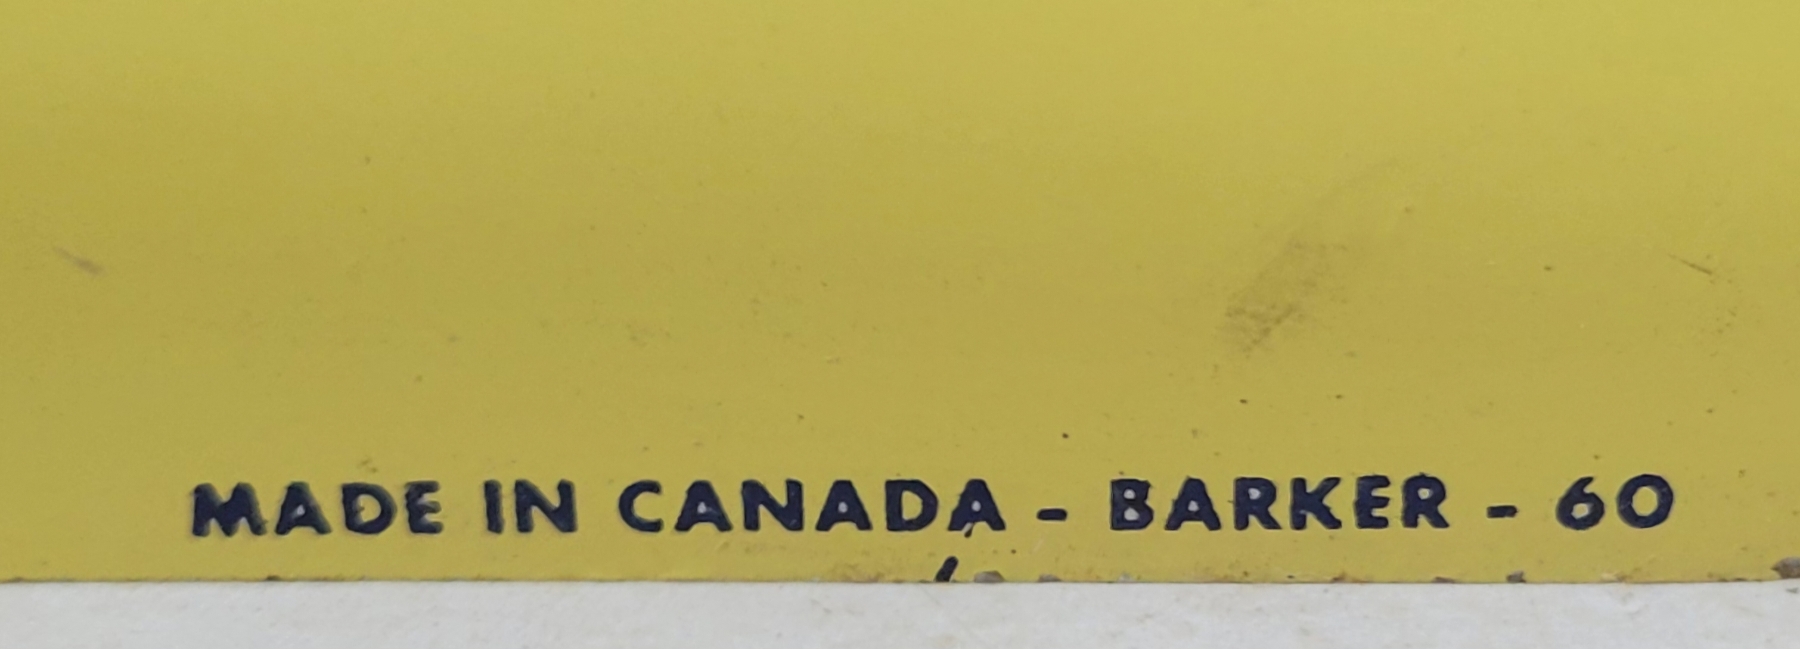 MADE IN CANADA - BARKER - 60